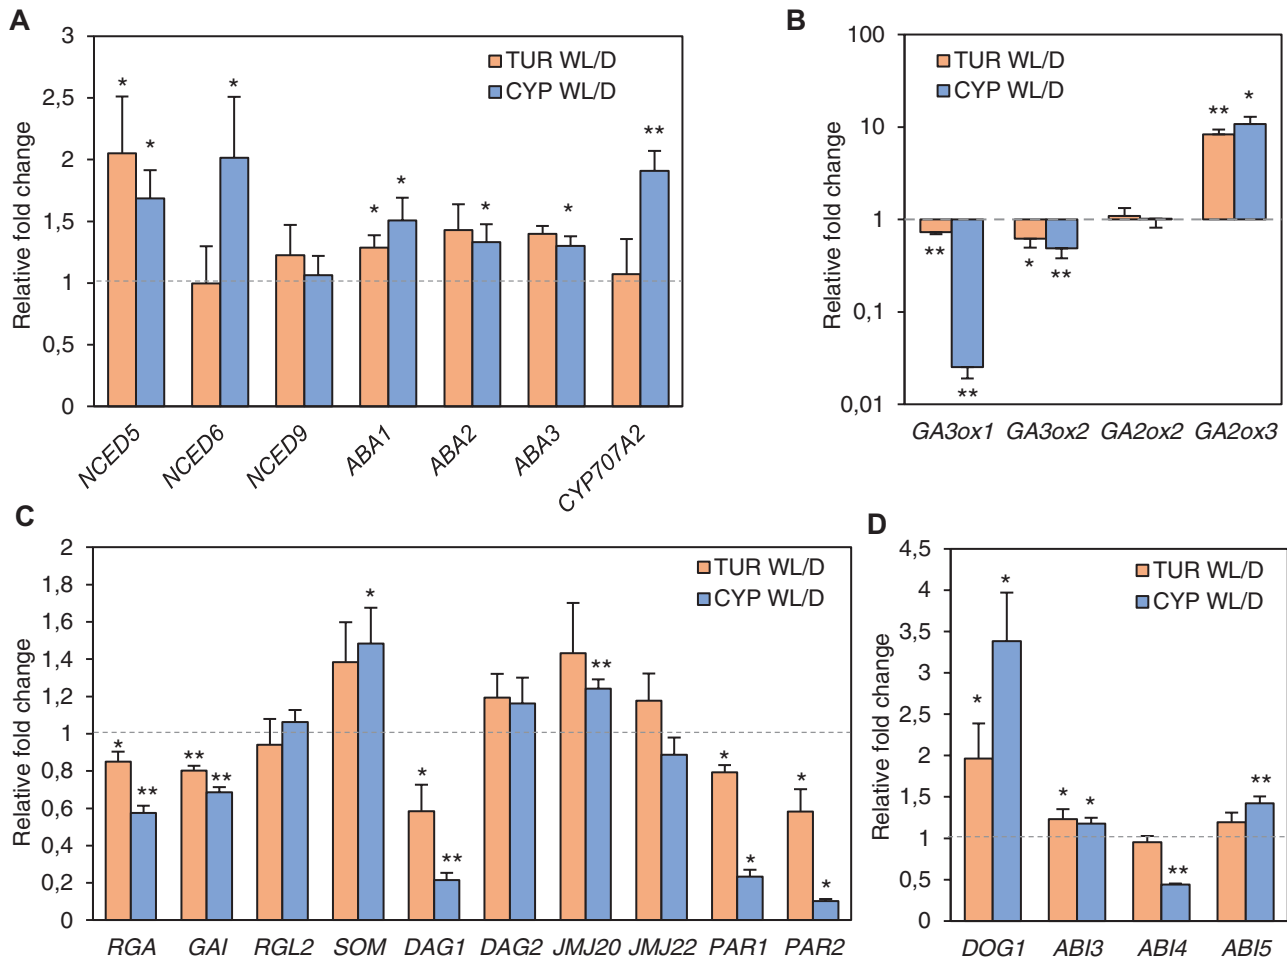 A
3
2,5
2
1,5
1
0,5
0
Relative fold change
TUR WL/D
CYP WL/D
* * * * * * * * **
NCED5 NCED6 NCED9 ABA1 ABA2 ABA3 CYP707A2
B
100
10
1
0,1
0,01
Relative fold change
TUR WL/D
CYP WL/D
** ** * ** ** *
GA3ox1 GA3ox2 GA2ox2 GA2ox3
C
2
1,8
1,6
1,4
1,2
1
0,8
0,6
0,4
0,2
0
Relative fold change
TUR WL/D
CYP WL/D
* ** ** ** * * ** ** * * * *
RGA GAI RGL2 SOM DAG1 DAG2 JMJ20 JMJ22 PAR1 PAR2
D
4,5
4
3,5
3
2,5
2
1,5
1
0,5
0
Relative fold change
TUR WL/D
CYP WL/D
* * * * ** **
DOG1 ABI3 ABI4 ABI5